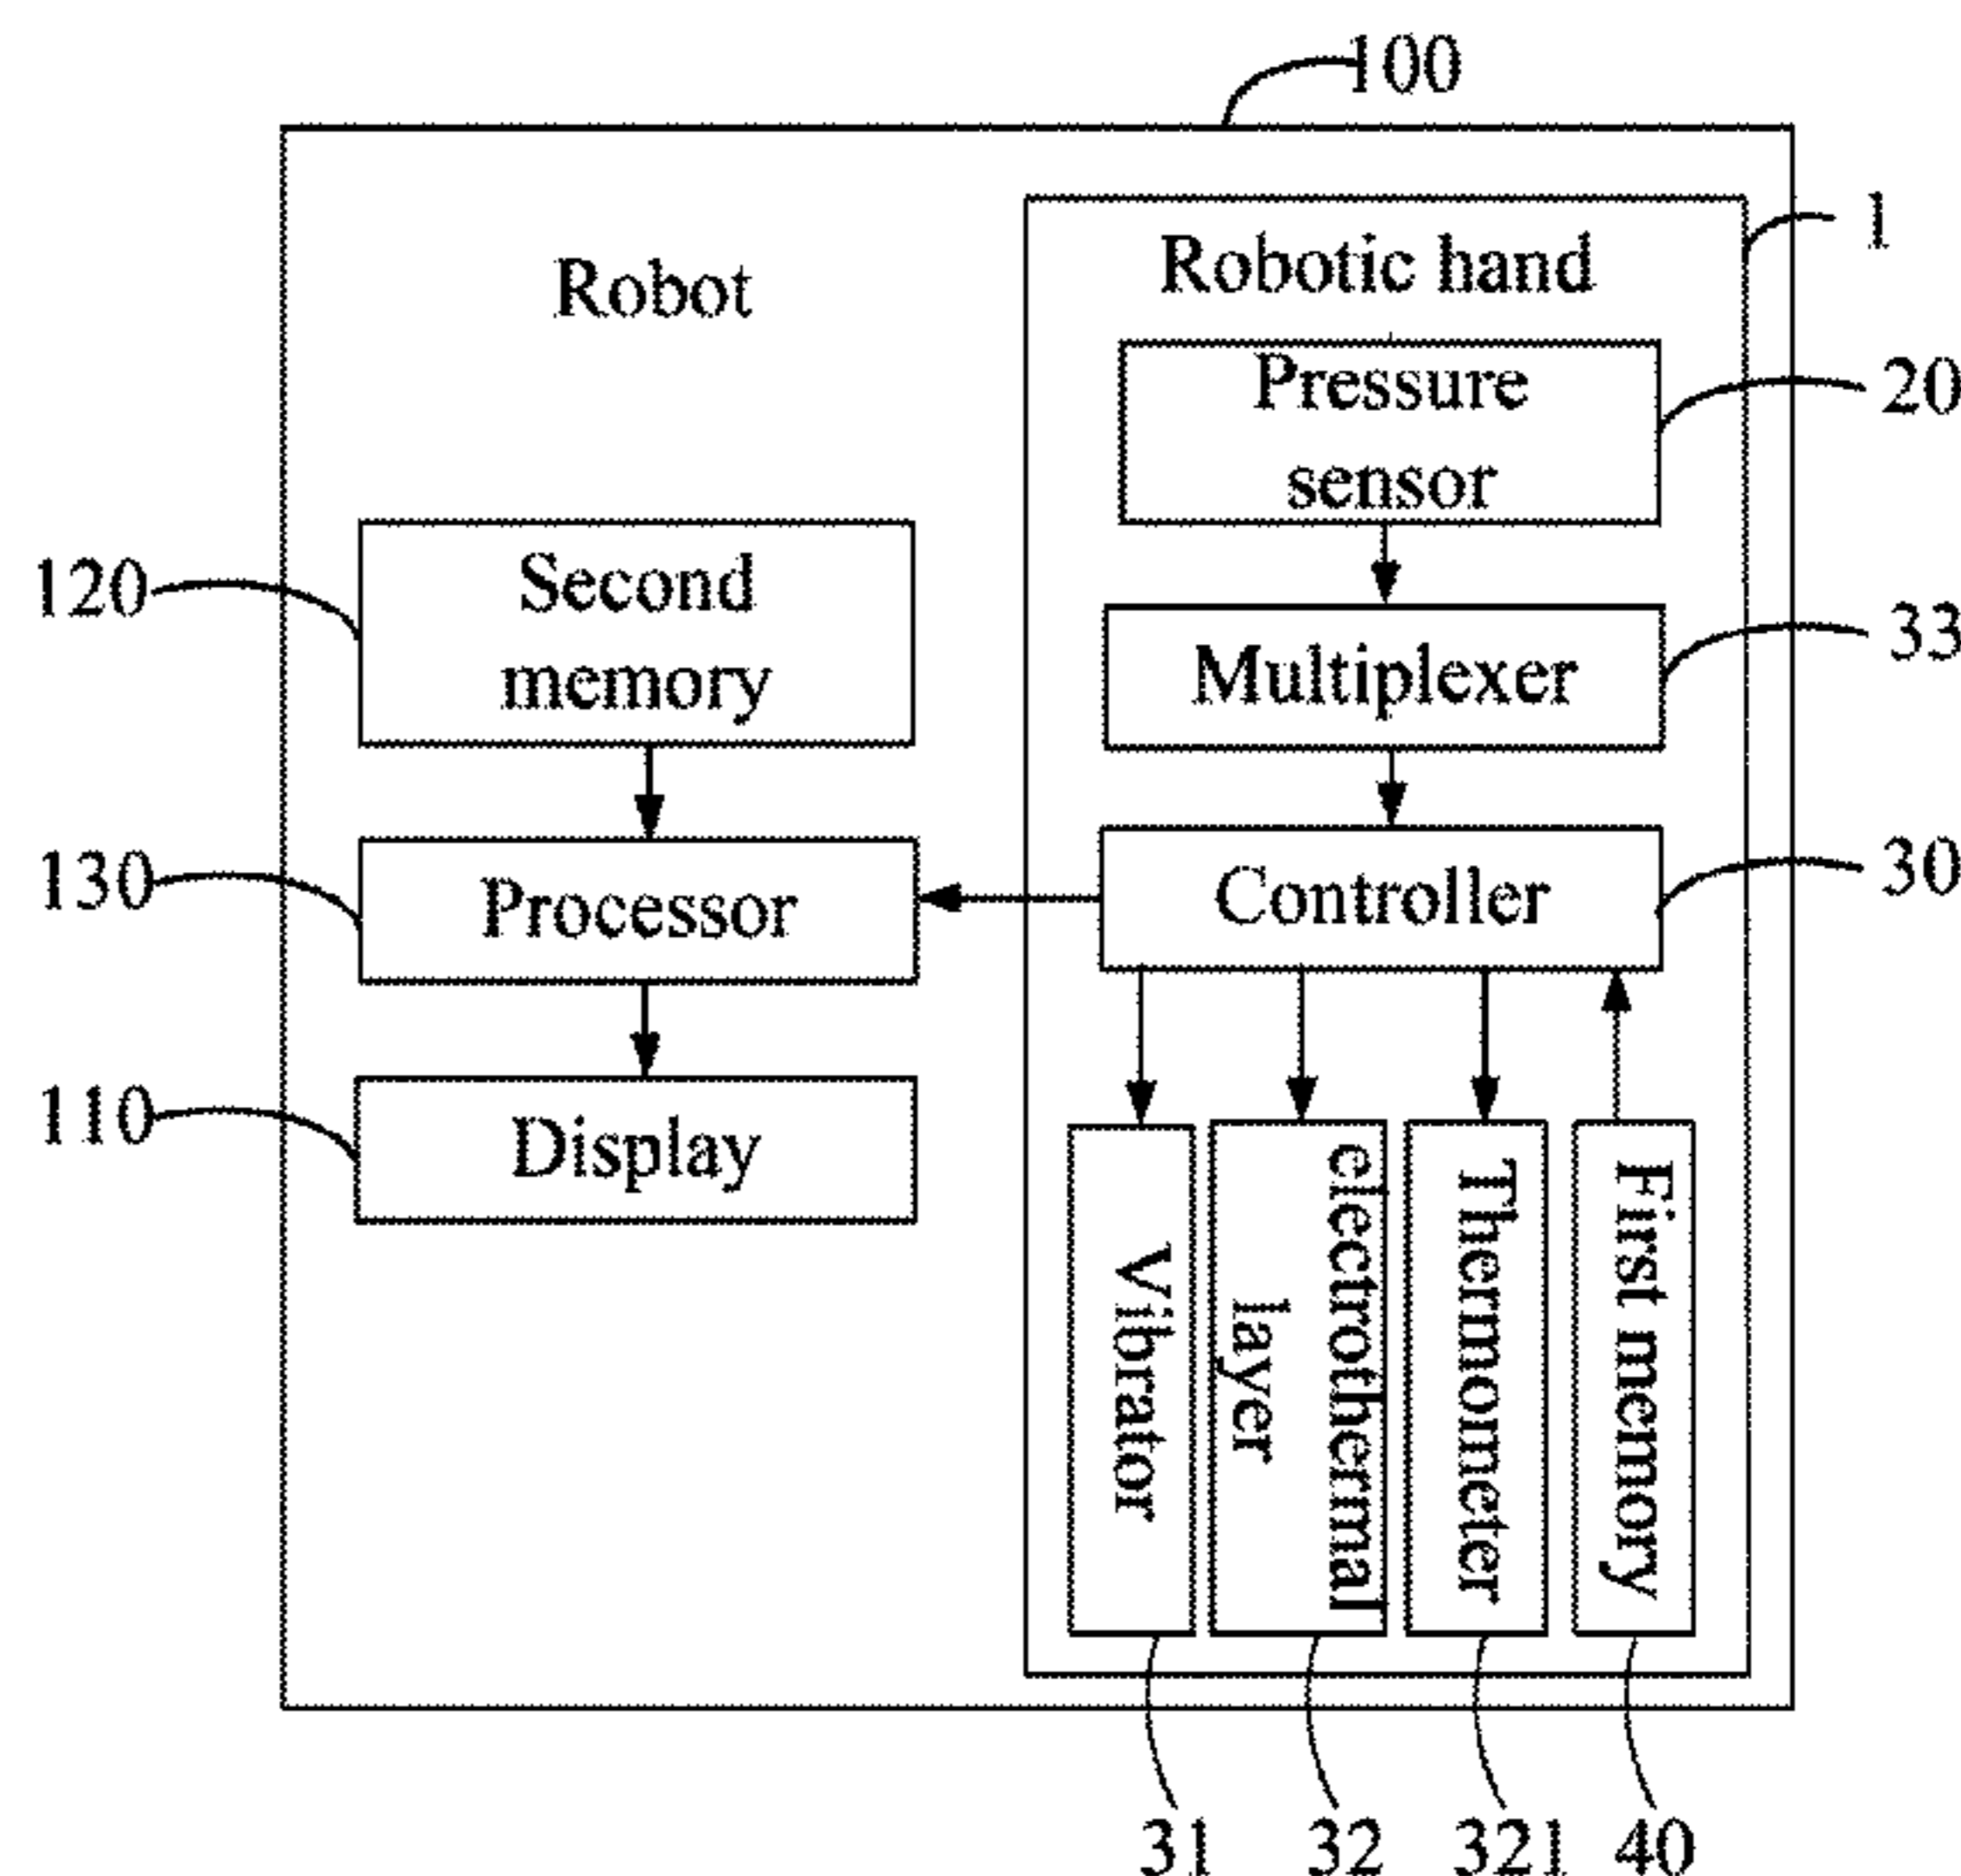 100
1
Robot
Robotic hand
Pressure
sensor
20
120
Second
memory
Multiplexer
33
130
Processor
Controller
30
110
Display
Vibrator
electrothermal
layer
Thermometer
First memory
31
32
321
40